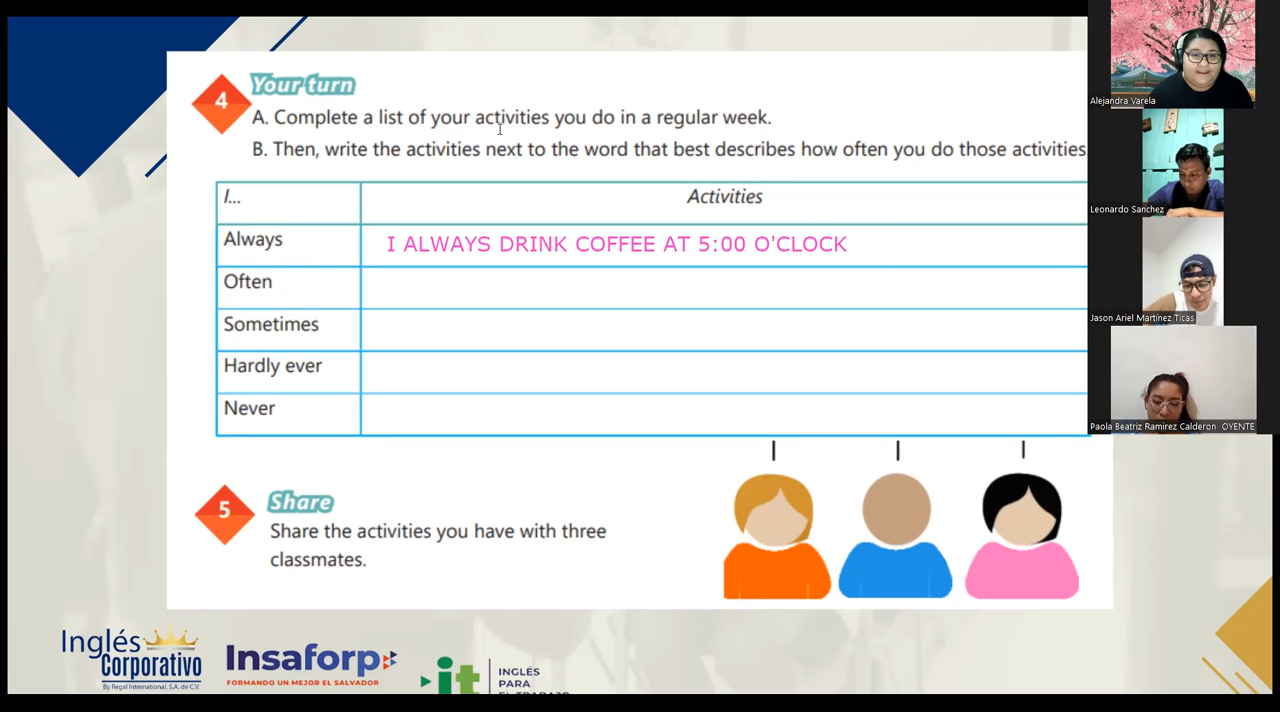 4
Your turn
A. Complete a list of your activities you do in a regular week.
B. Then, write the activities next to the word that best describes how often you do those activities
I...
Activities
Always
I ALWAYS DRINK COFFEE AT 5:00 O'CLOCK
Often
Sometimes
Hardly ever
Never
5
Share
Share the activities you have with three
classmates.
Alejandra Varela
Leonardo Sanchez
Jason Ariel Martínez Ticas
Paola Beatriz Ramirez Calderon OYENTE
Inglés
Corporativo
By Regal International, S.A. de C.V.
Insaforp
FORMANDO UN MEJOR EL SALVADOR
it
INGLÉS
PARA
EL TRABAJO